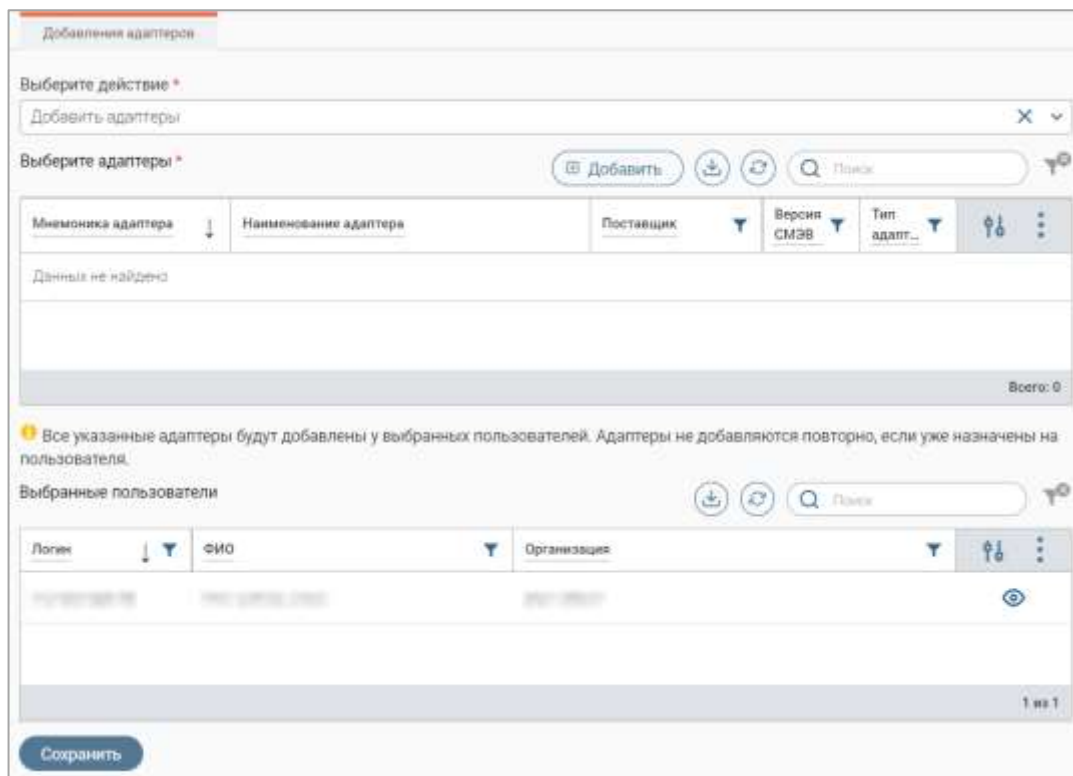 Добавления адаптеров
Выберите действие *
Добавить адаптеры
Выберите адаптеры *
Добавить
Поиск
Мнемоника адаптера
Наименование адаптера
Поставщик
Версия СМЭВ
Тип адапт...
Данных не найдено
Всего: 0
Все указанные адаптеры будут добавлены у выбранных пользователей. Адаптеры не добавляются повторно, если уже назначены на
пользователя.
Выбранные пользователи
Поиск
Логин
ФИО
Организация
1 из 1
Сохранить